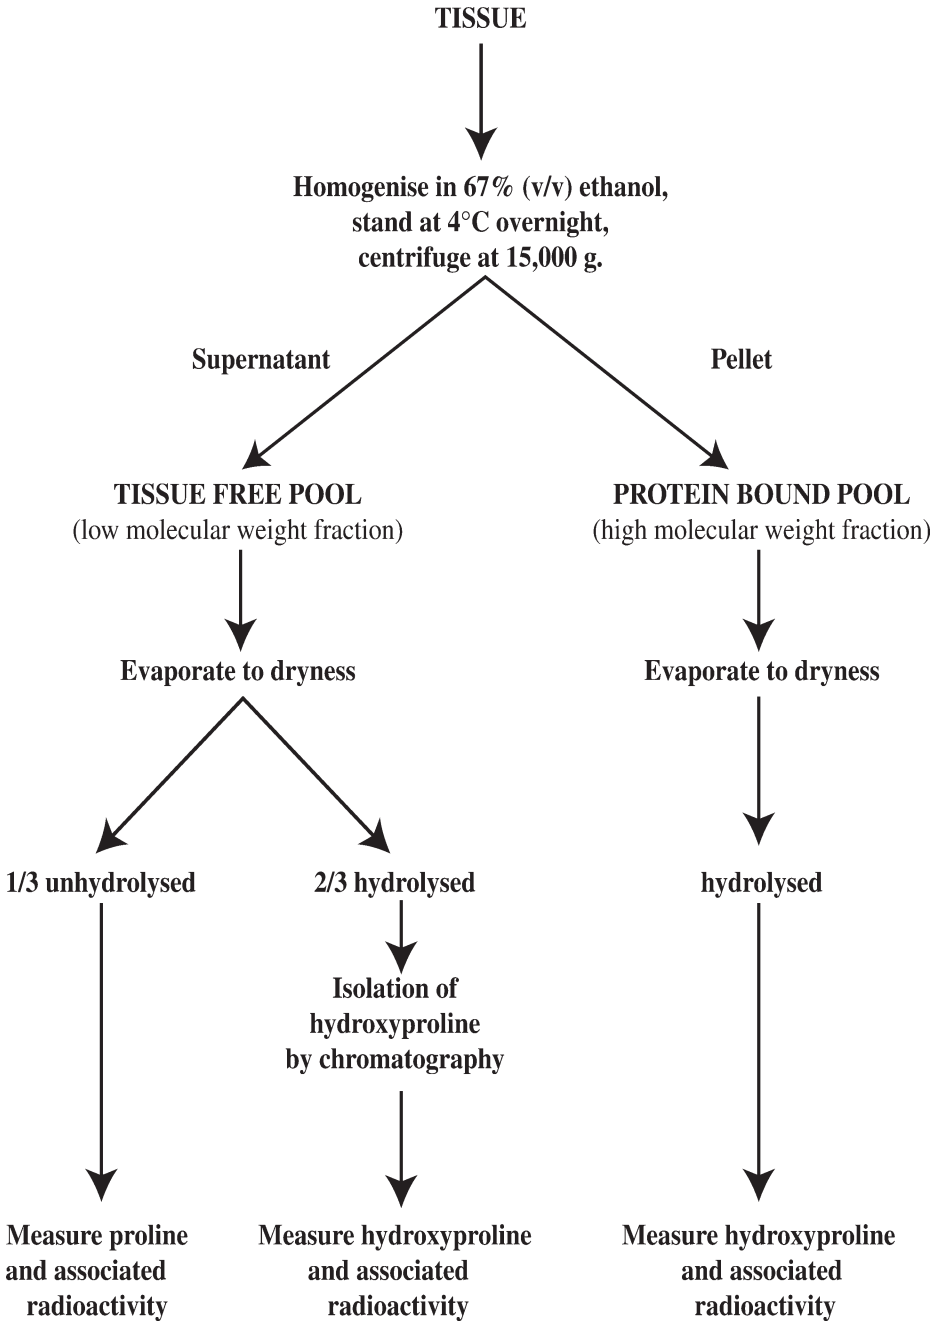 TISSUE
Homogenise in 67% (v/v) ethanol,
stand at 4°C overnight,
centrifuge at 15,000 g.
Supernatant
Pellet
TISSUE FREE POOL
(low molecular weight fraction)
PROTEIN BOUND POOL
(high molecular weight fraction)
Evaporate to dryness
Evaporate to dryness
1/3 unhydrolysed
2/3 hydrolysed
hydrolysed
Isolation of
hydroxyproline
by chromatography
Measure proline
and associated
radioactivity
Measure hydroxyproline
and associated
radioactivity
Measure hydroxyproline
and associated
radioactivity